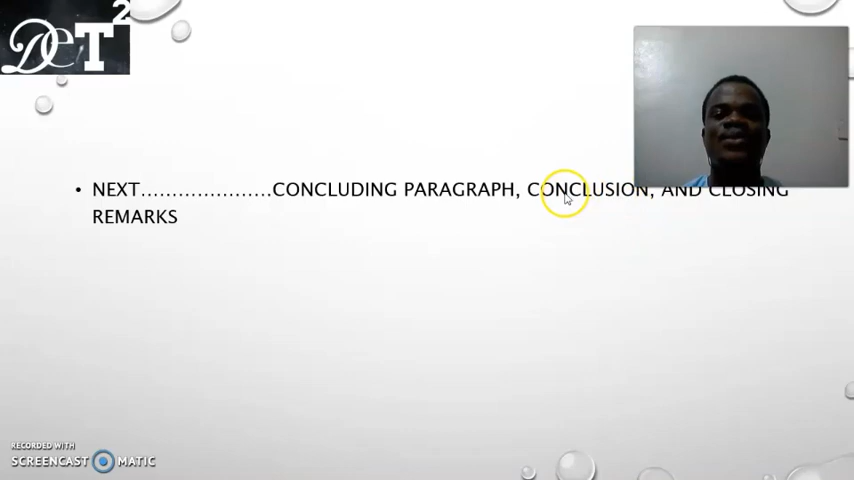 DeT2
• NEXT.....................CONCLUDING PARAGRAPH, CONCLUSION, AND CLOSING
REMARKS
RECORDED WITH
SCREENCAST MATIC